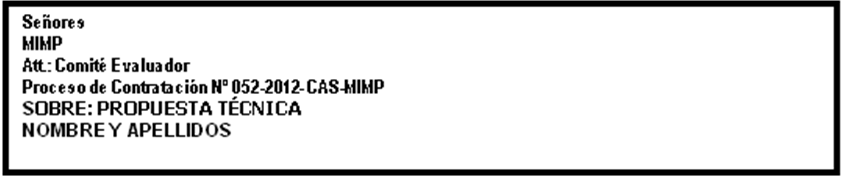 Señores
MIMP
Att.: Comité Evaluador
Proceso de Contratación Nº 052-2012-CAS-MIMP
SOBRE: PROPUESTA TÉCNICA
NOMBRE Y APELLIDOS